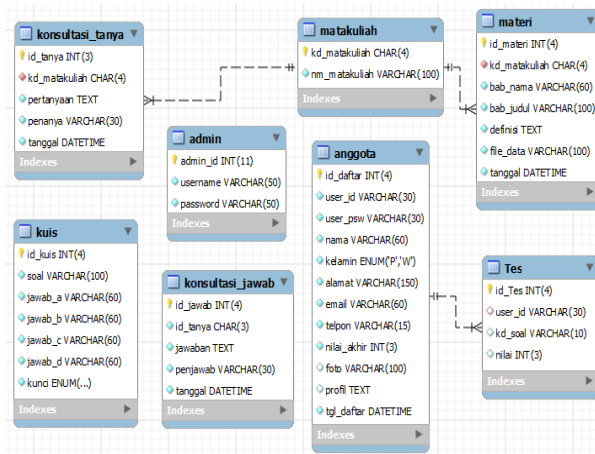 konsultasi_tanya
id_tanya INT(3)
kd_matakuliah CHAR(4)
pertanyaan TEXT
penanya VARCHAR(30)
tanggal DATETIME
Indexes
matakuliah
kd_matakuliah CHAR(4)
nm_matakuliah VARCHAR(100)
Indexes
materi
id_materi INT(4)
kd_matakuliah CHAR(4)
bab_nama VARCHAR(60)
bab_judul VARCHAR(100)
definisi TEXT
file_data VARCHAR(100)
tanggal DATETIME
Indexes
admin
admin_id INT(11)
username VARCHAR(50)
password VARCHAR(50)
Indexes
anggota
id_daftar INT(4)
user_id VARCHAR(30)
user_psw VARCHAR(30)
nama VARCHAR(60)
kelamin ENUM('P','W')
alamat VARCHAR(150)
email VARCHAR(60)
telpon VARCHAR(15)
nilai_akhir INT(3)
foto VARCHAR(100)
profil TEXT
tgl_daftar DATETIME
Indexes
kuis
id_kuis INT(4)
soal VARCHAR(100)
jawab_a VARCHAR(60)
jawab_b VARCHAR(60)
jawab_c VARCHAR(60)
jawab_d VARCHAR(60)
kunci ENUM(...)
Indexes
konsultasi_jawab
id_jawab INT(4)
id_tanya CHAR(3)
jawaban TEXT
penjawab VARCHAR(30)
tanggal DATETIME
Indexes
Tes
id_Tes INT(4)
user_id VARCHAR(30)
kd_soal VARCHAR(10)
nilai INT(3)
Indexes